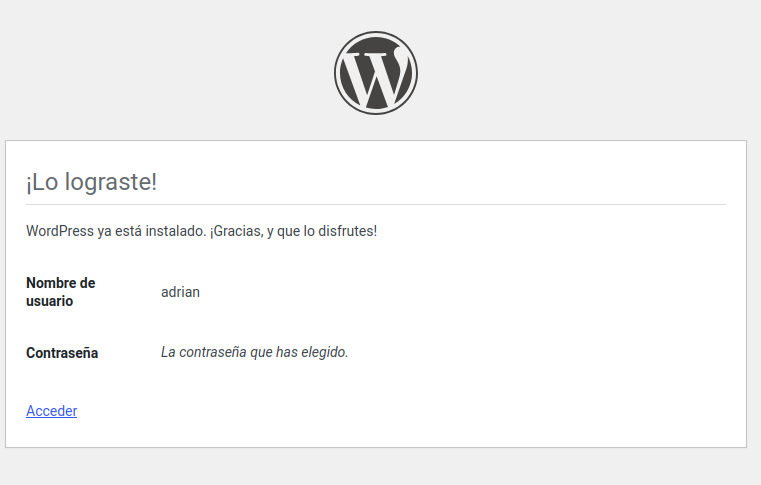 ¡Lo lograste!
WordPress ya está instalado. ¡Gracias, y que lo disfrutes!
Nombre de
usuario
adrian
Contraseña
La contraseña que has elegido.
Acceder